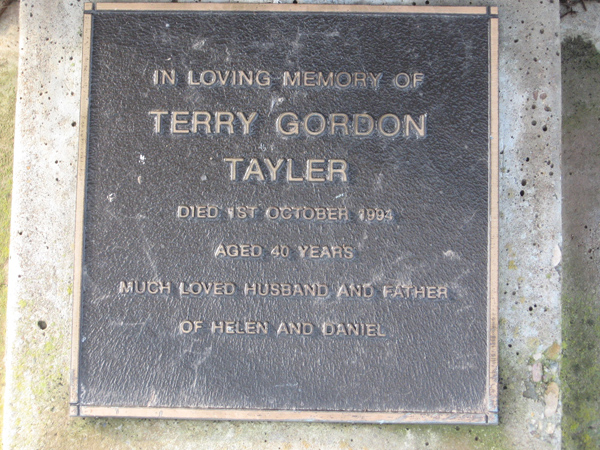 IN LOVING MEMORY OF
TERRY GORDON
TAYLER
DIED 1ST OCTOBER 1994
AGED 40 YEARS
MUCH LOVED HUSBAND AND FATHER
OF HELEN AND DANIEL